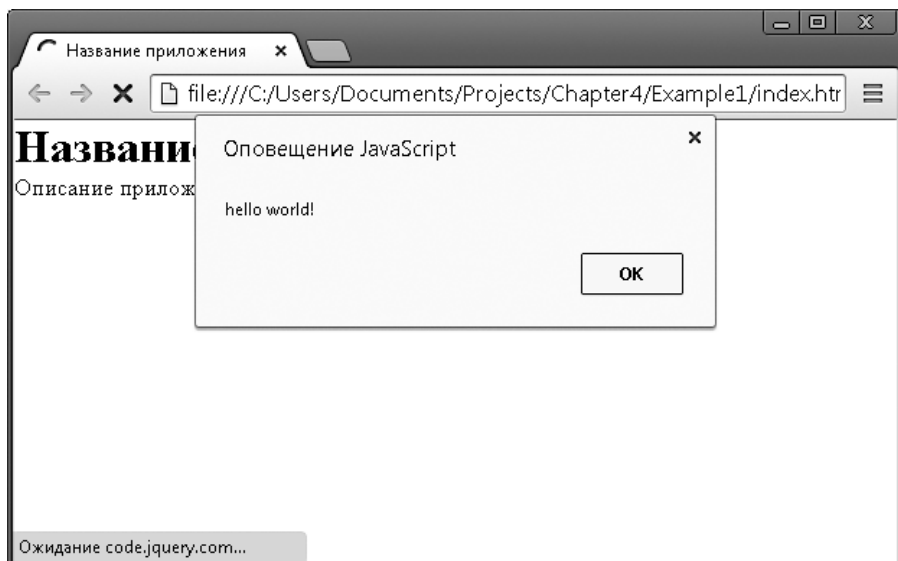 Название приложения
file:///C:/Users/Documents/Projects/Chapter4/Example1/index.htr
Названи
Описание прилож
Оповещение JavaScript
hello world!
OK
Ожидание code.jquery.com...